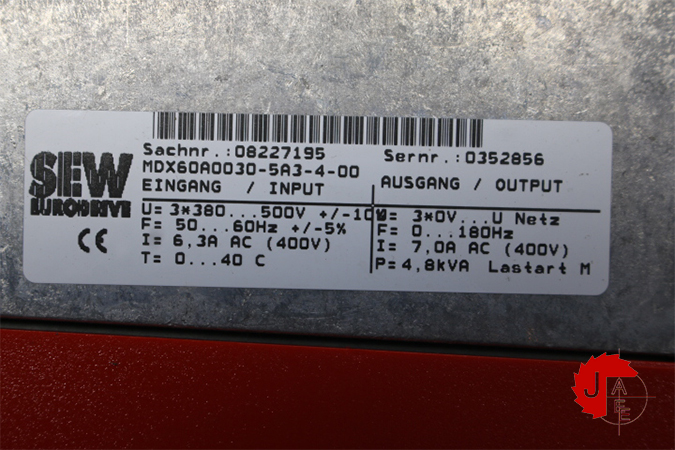 Sachnr.:08227195 Sernr.:0352856
MDX60A0030-5A3-4-00
SEW
EURODRIVE
EINGANG / INPUT AUSGANG / OUTPUT
U= 3*380...500V +/-10% U= 3*0V...U Netz
F= 50...60Hz +/-5% F= 0...180Hz
I= 6,3A AC (400V) I= 7,0A AC (400V)
T= 0...40 C P= 4,8kVA Lastart M
CE
J
A